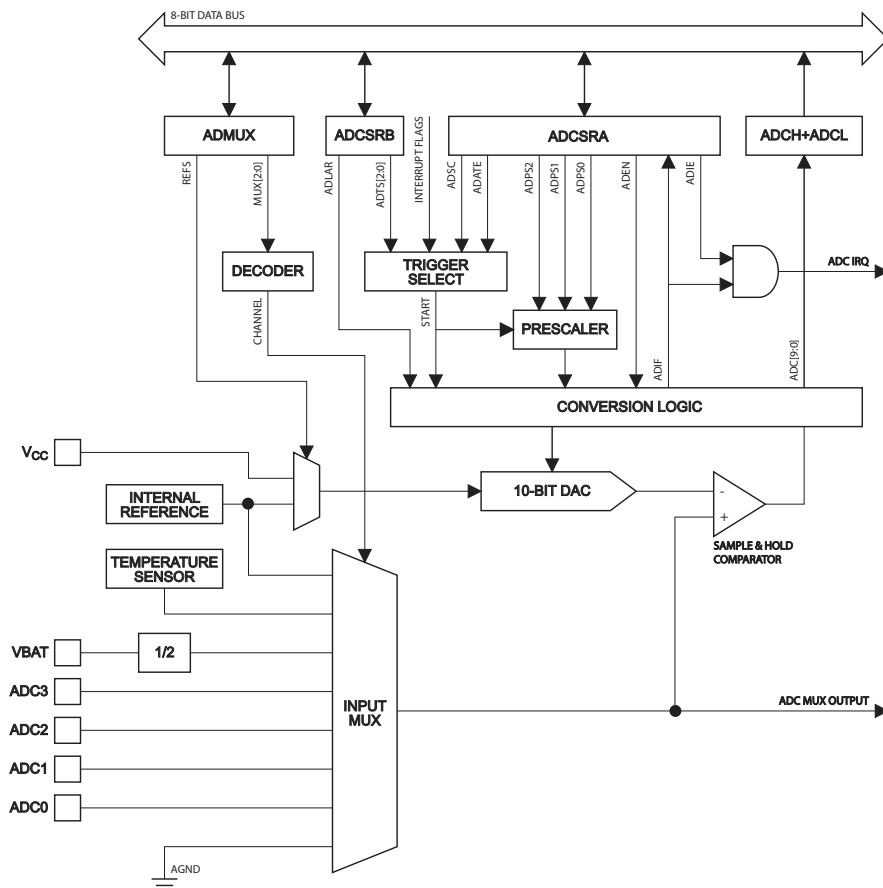 8-BIT DATA BUS
ADMUX
ADCSRB
ADCSRA
ADCH+ADCL
REFS
MUX[2:0]
ADLAR
ADTS[2:0]
INTERRUPT FLAGS
ADSC
ADATE
ADPS2
ADPS1
ADPS0
ADEN
ADIE
DECODER
TRIGGER
SELECT
ADC IRQ
CHANNEL
START
PRESCALER
ADIF
ADC[9:0]
CONVERSION LOGIC
VCC
INTERNAL
REFERENCE
10-BIT DAC
-
+
SAMPLE & HOLD
COMPARATOR
TEMPERATURE
SENSOR
VBAT
1/2
ADC3
INPUT
MUX
ADC MUX OUTPUT
ADC2
ADC1
ADC0
AGND